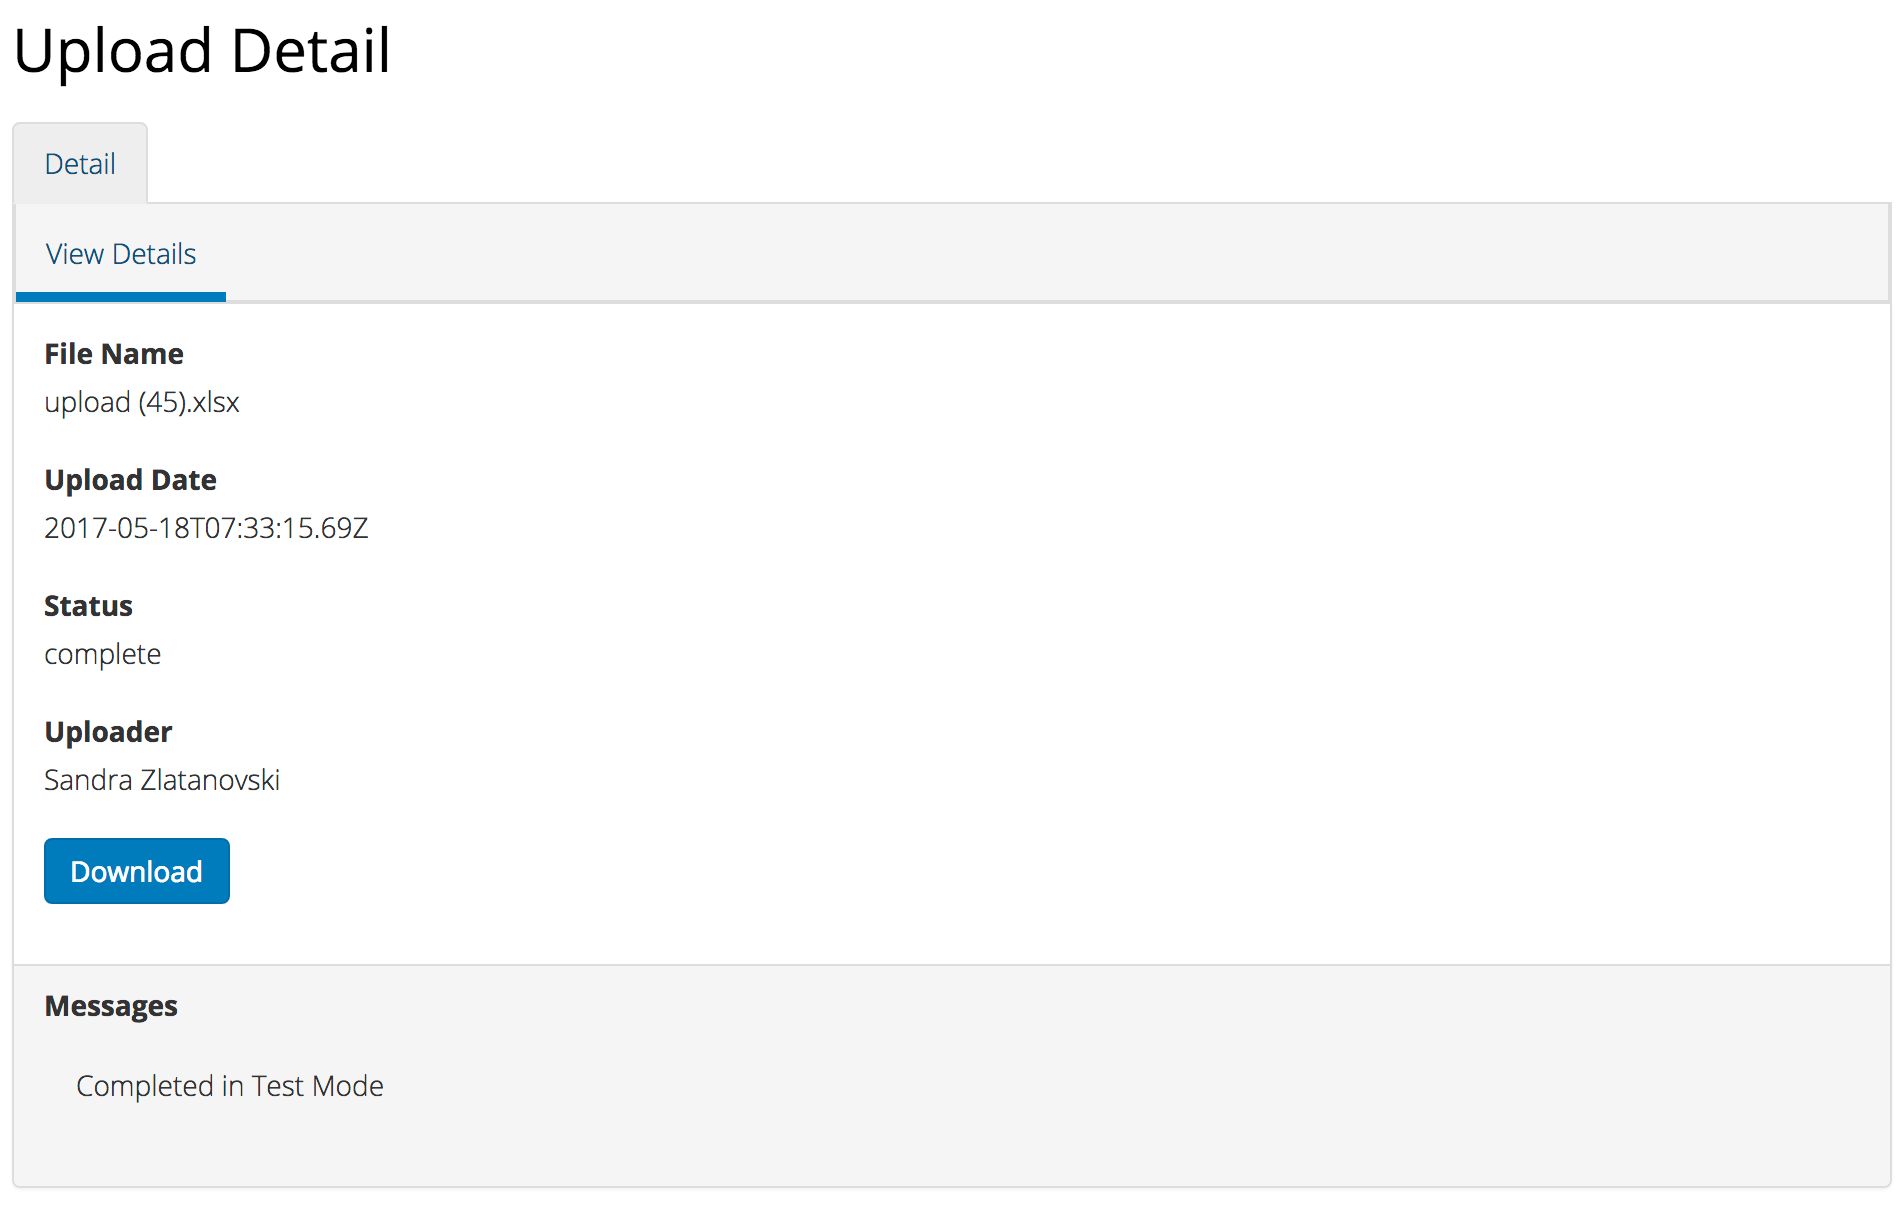 Upload Detail
Detail
View Details
File Name
upload (45).xlsx
Upload Date
2017-05-18T07:33:15.69Z
Status
complete
Uploader
Sandra Zlatanovski
Download
Messages
Completed in Test Mode